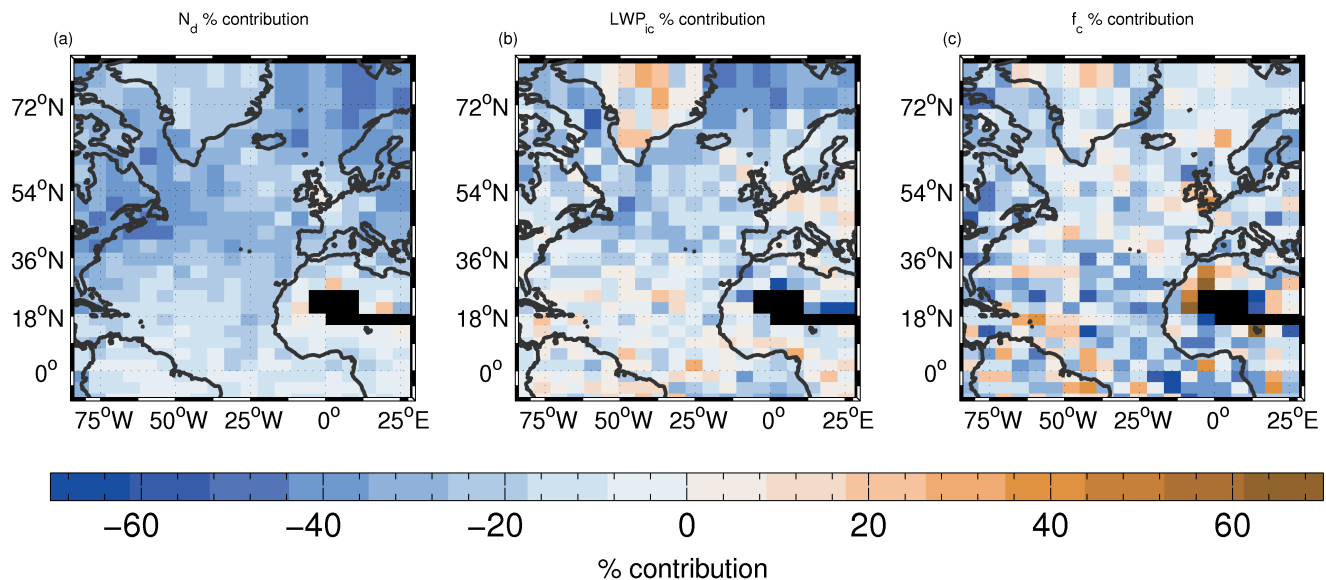 N_d % contribution
LWP_ic % contribution
f_c % contribution
(a)
(b)
(c)
72°N
54°N
36°N
18°N
0°
75°W 50°W 25°W 0° 25°E
72°N
54°N
36°N
18°N
0°
75°W 50°W 25°W 0° 25°E
72°N
54°N
36°N
18°N
0°
75°W 50°W 25°W 0° 25°E
−60 −40 −20 0 20 40 60
% contribution